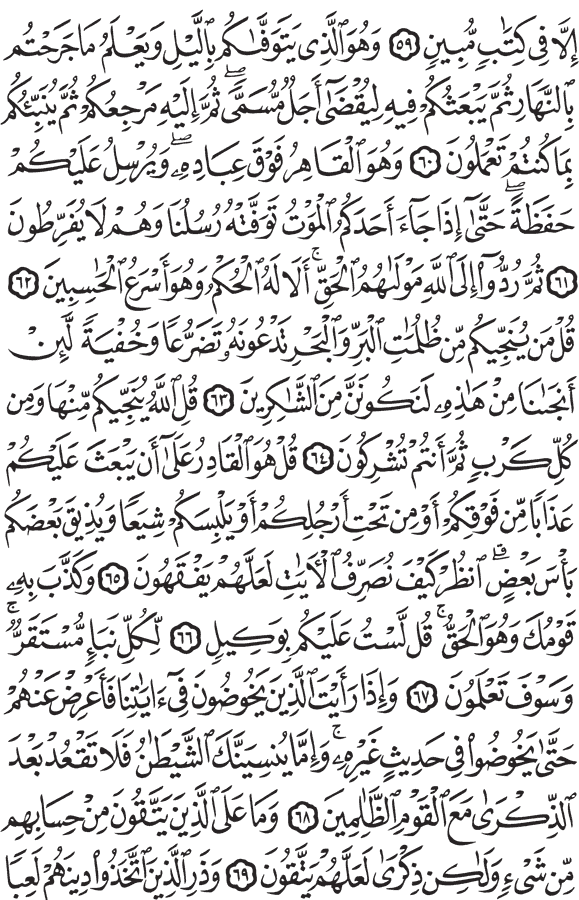 إِلَّا فِي كِتَٰبٖ مُّبِينٖ ٥٩ وَهُوَ ٱلَّذِي يَتَوَفَّىٰكُم بِٱلَّيۡلِ وَيَعۡلَمُ مَا جَرَحۡتُم
بِٱلنَّهَارِ ثُمَّ يَبۡعَثُكُمۡ فِيهِ لِيُقۡضَىٰٓ أَجَلٞ مُّسَمّٗىۖ ثُمَّ إِلَيۡهِ مَرۡجِعُكُمۡ ثُمَّ يُنَبِّئُكُم
بِمَا كُنتُمۡ تَعۡمَلُونَ ٦٠ وَهُوَ ٱلۡقَاهِرُ فَوۡقَ عِبَادِهِۦۖ وَيُرۡسِلُ عَلَيۡكُمۡ
حَفَظَةًۖ حَتَّىٰٓ إِذَا جَآءَ أَحَدَكُمُ ٱلۡمَوۡتُ تَوَفَّتۡهُ رُسُلُنَا وَهُمۡ لَا يُفَرِّطُونَ
٦١ ثُمَّ رُدُّوٓاْ إِلَى ٱللَّهِ مَوۡلَىٰهُمُ ٱلۡحَقِّۚ أَلَا لَهُ ٱلۡحُكۡمُ وَهُوَ أَسۡرَعُ ٱلۡحَٰسِبِينَ ٦٢
قُلۡ مَن يُنَجِّيكُم مِّن ظُلُمَٰتِ ٱلۡبَرِّ وَٱلۡبَحۡرِ تَدۡعُونَهُۥ تَضَرُّعٗا وَخُفۡيَةٗ لَّئِنۡ
أَنجَىٰنَا مِنۡ هَٰذِهِۦ لَنَكُونَنَّ مِنَ ٱلشَّٰكِرِينَ ٦٣ قُلِ ٱللَّهُ يُنَجِّيكُم مِّنۡهَا وَمِن
كُلِّ كَرۡبٖ ثُمَّ أَنتُمۡ تُشۡرِكُونَ ٦٤ قُلۡ هُوَ ٱلۡقَادِرُ عَلَىٰٓ أَن يَبۡعَثَ عَلَيۡكُمۡ
عَذَابٗا مِّن فَوۡقِكُمۡ أَوۡ مِن تَحۡتِ أَرۡجُلِكُمۡ أَوۡ يَلۡبِسَكُمۡ شِيَعٗا وَيُذِيقَ بَعۡضَكُم
بَأۡسَ بَعۡضٍۗ ٱنظُرۡ كَيۡفَ نُصَرِّفُ ٱلۡأٓيَٰتِ لَعَلَّهُمۡ يَفۡقَهُونَ ٦٥ وَكَذَّبَ بِهِۦ
قَوۡمُكَ وَهُوَ ٱلۡحَقُّۚ قُل لَّسۡتُ عَلَيۡكُم بِوَكِيلٖ ٦٦ لِّكُلِّ نَبَإٖ مُّسۡتَقَرّٞۚ
وَسَوۡفَ تَعۡلَمُونَ ٦٧ وَإِذَا رَأَيۡتَ ٱلَّذِينَ يَخُوضُونَ فِيٓ ءَايَٰتِنَا فَأَعۡرِضۡ عَنۡهُمۡ
حَتَّىٰ يَخُوضُواْ فِي حَدِيثٍ غَيۡرِهِۦۚ وَإِمَّا يُنسِيَنَّكَ ٱلشَّيۡطَٰنُ فَلَا تَقۡعُدۡ بَعۡدَ
ٱلذِّكۡرَىٰ مَعَ ٱلۡقَوۡمِ ٱلظَّٰلِمِينَ ٦٨ وَمَا عَلَى ٱلَّذِينَ يَتَّقُونَ مِنۡ حِسَابِهِم
مِّن شَيۡءٖ وَلَٰكِن ذِكۡرَىٰ لَعَلَّهُمۡ يَتَّقُونَ ٦٩ وَذَرِ ٱلَّذِينَ ٱتَّخَذُواْ دِينَهُمۡ لَعِبٗا